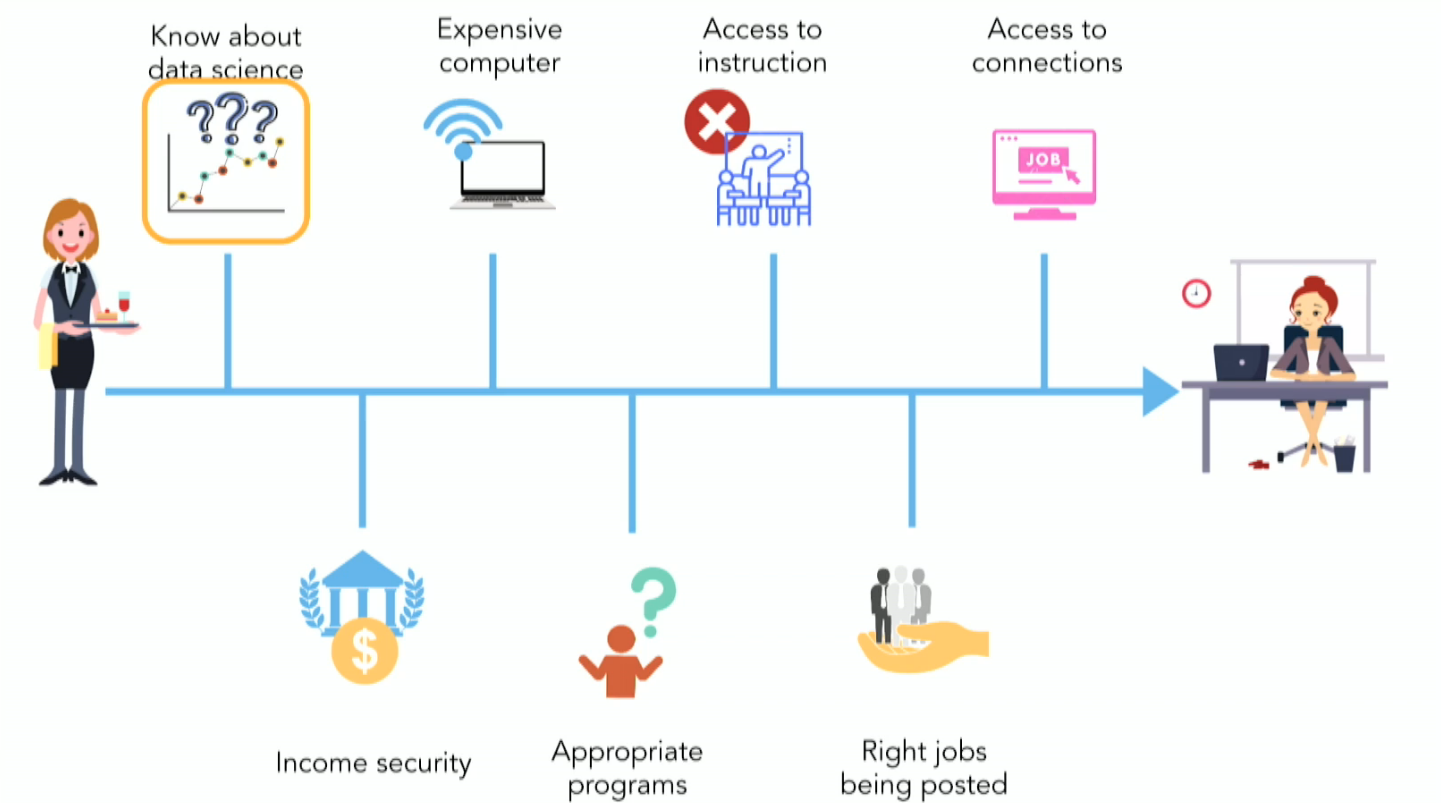 Know about
data science
???
Expensive
computer
Access to
instruction
Access to
connections
JOB
$
?
Income security
Appropriate
programs
Right jobs
being posted